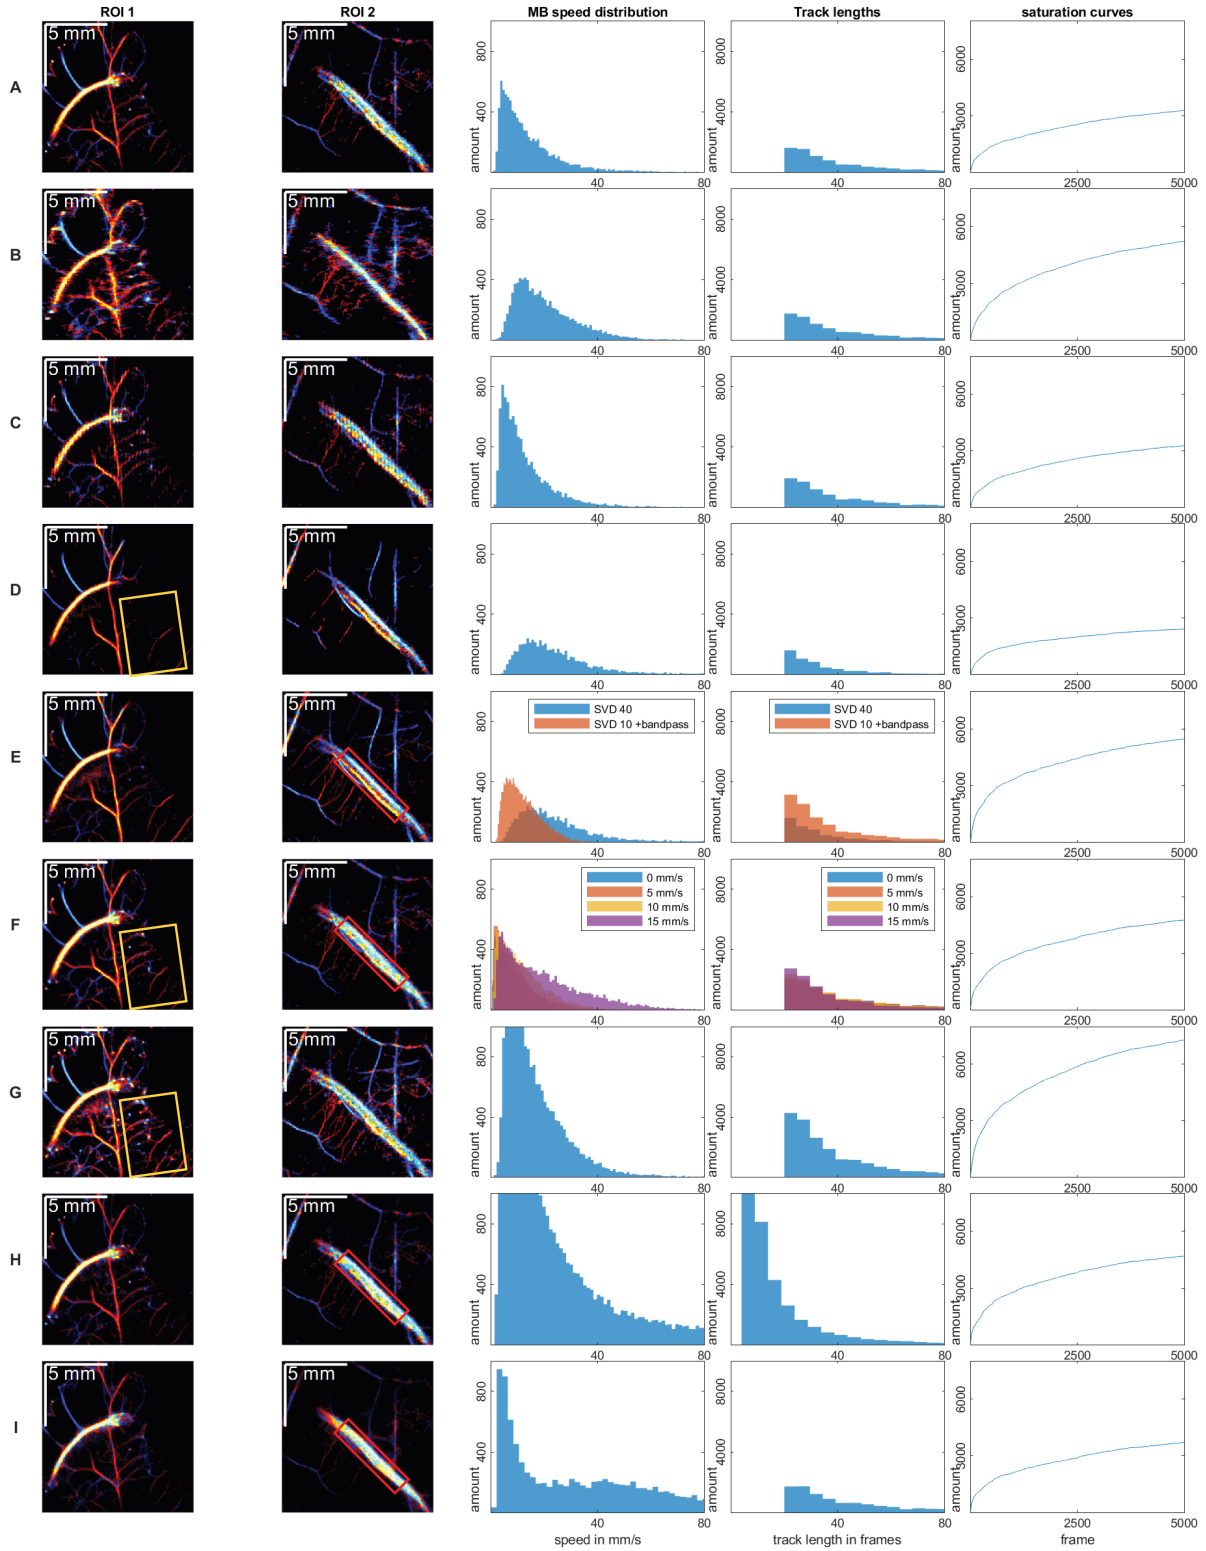 ROI 1 ROI 2 MB speed distribution Track lengths saturation curves
A 5 mm 5 mm amount 400 800 40 80 amount 4000 8000 40 80 amount 3000 6000 2500 5000
B 5 mm 5 mm amount 400 800 40 80 amount 4000 8000 40 80 amount 3000 6000 2500 5000
C 5 mm 5 mm amount 400 800 40 80 amount 4000 8000 40 80 amount 3000 6000 2500 5000
D 5 mm 5 mm amount 400 800 40 80 amount 4000 8000 40 80 amount 3000 6000 2500 5000
E 5 mm 5 mm amount 400 800 40 80 amount 4000 8000 40 80 amount 3000 6000 2500 5000
SVD 40 SVD 40
SVD 10 +bandpass SVD 10 +bandpass
F 5 mm 5 mm amount 400 800 40 80 amount 4000 8000 40 80 amount 3000 6000 2500 5000
0 mm/s 0 mm/s
5 mm/s 5 mm/s
10 mm/s 10 mm/s
15 mm/s 15 mm/s
G 5 mm 5 mm amount 400 800 40 80 amount 4000 8000 40 80 amount 3000 6000 2500 5000
H 5 mm 5 mm amount 400 800 40 80 amount 4000 8000 40 80 amount 3000 6000 2500 5000
I 5 mm 5 mm amount 400 800 40 80 amount 4000 8000 40 80 amount 3000 6000 2500 5000
speed in mm/s track length in frames frame